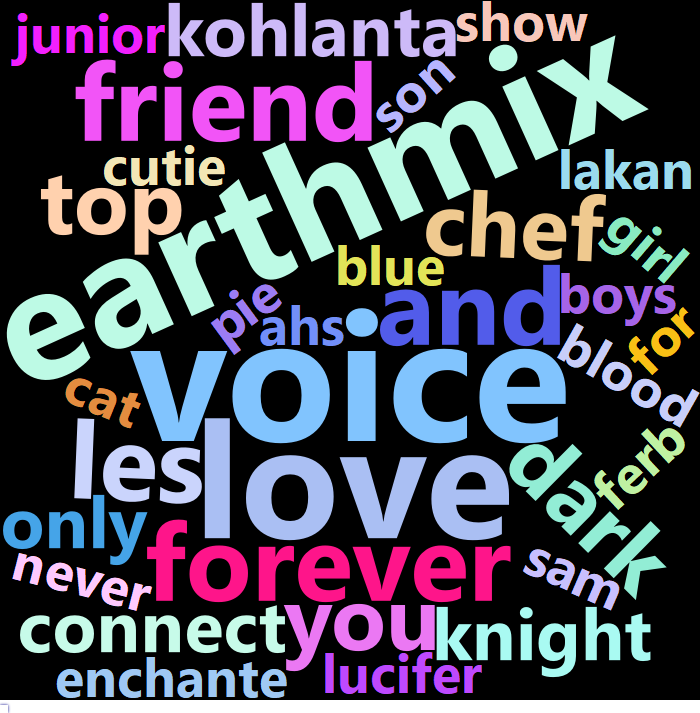 junior
kohlanta
show
friend
son
earthmix
cutie
lakan
top
chef
girl
blue
pie
ahs
and
boys
for
blood
voice
cat
les
love
dark
ferb
only
never
forever
sam
connect
you
knight
enchante
lucifer